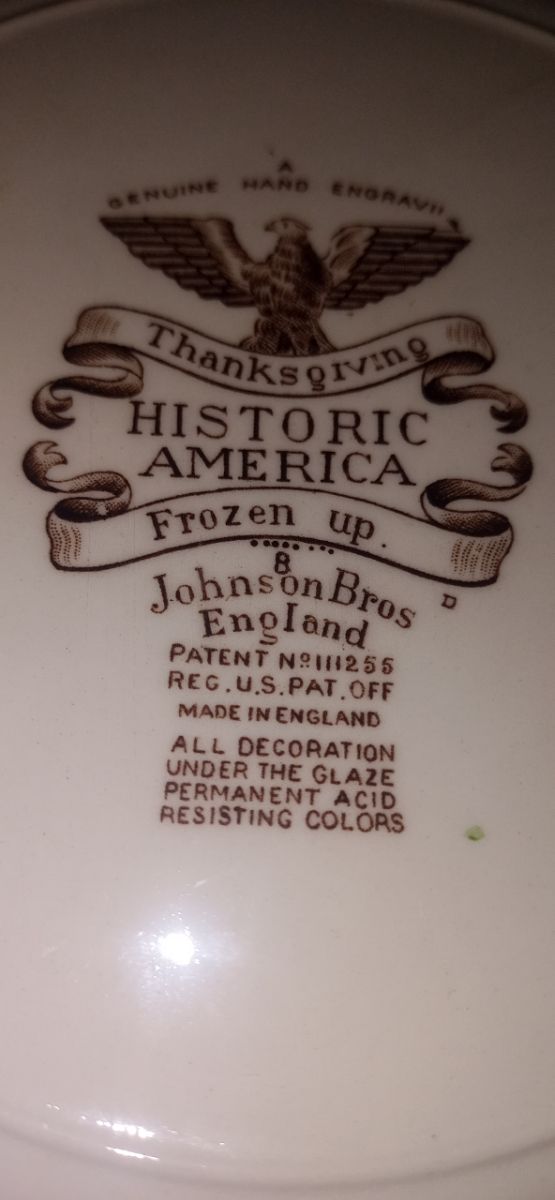 A
GENUINE HAND ENGRAVING
Thanksgiving
HISTORIC
AMERICA
Frozen up.
8
Johnson Bros
England
D
PATENT Nº 111255
REG. U.S. PAT. OFF
MADE IN ENGLAND
ALL DECORATION
UNDER THE GLAZE
PERMANENT ACID
RESISTING COLORS